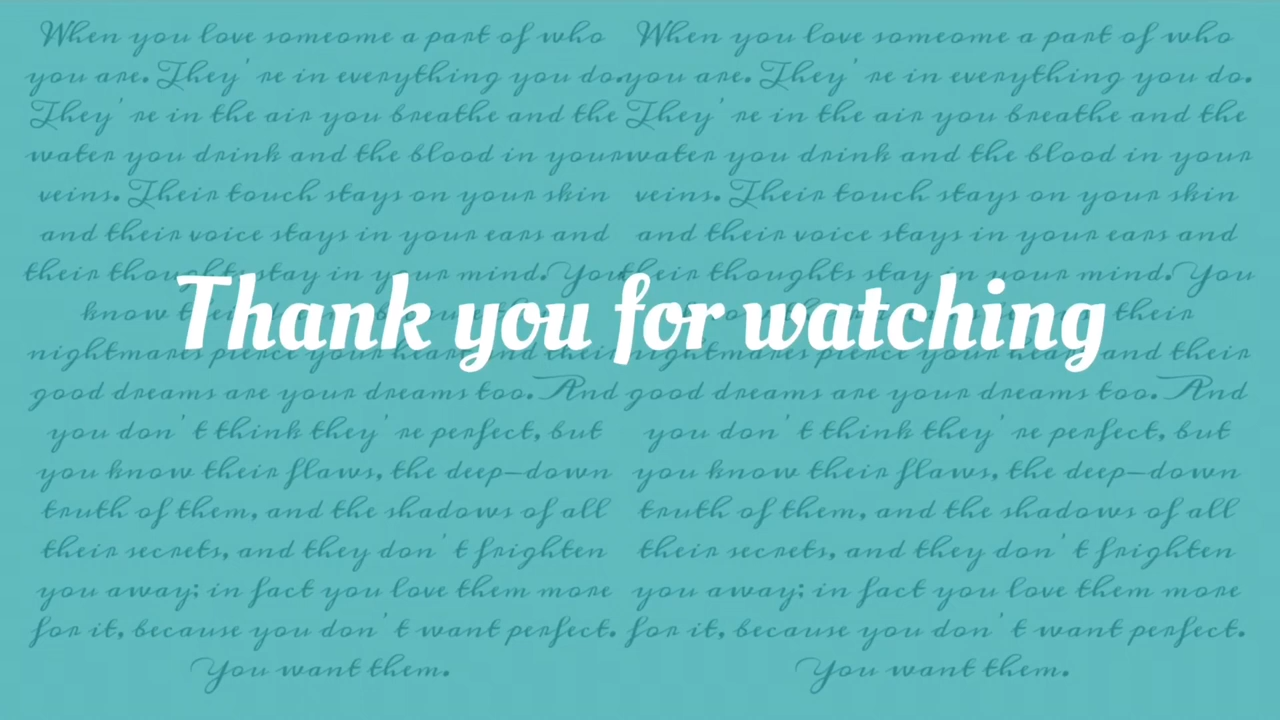 When you love someome a part of who
you are. They're in everything you do.
They're in the air you breathe and the
water you drink and the blood in your
veins. Their touch stays on your skin
and their voice stays in your ears and
their thoughts stay in your mind. You
know their
nightmares pierce your heart and their
good dreams are your dreams too. And
you don't think they're perfect, but
you know their flaws, the deep-down
truth of them, and the shadows of all
their secrets, and they don't frighten
you away; in fact you love them more
for it, because you don't want perfect.
You want them.
When you love someome a part of who
you are. They're in everything you do.
They're in the air you breathe and the
water you drink and the blood in your
veins. Their touch stays on your skin
and their voice stays in your ears and
their thoughts stay in your mind. You
their
nightmares pierce your heart and their
good dreams are your dreams too. And
you don't think they're perfect, but
you know their flaws, the deep-down
truth of them, and the shadows of all
their secrets, and they don't frighten
you away; in fact you love them more
for it, because you don't want perfect.
You want them.
Thank you for watching